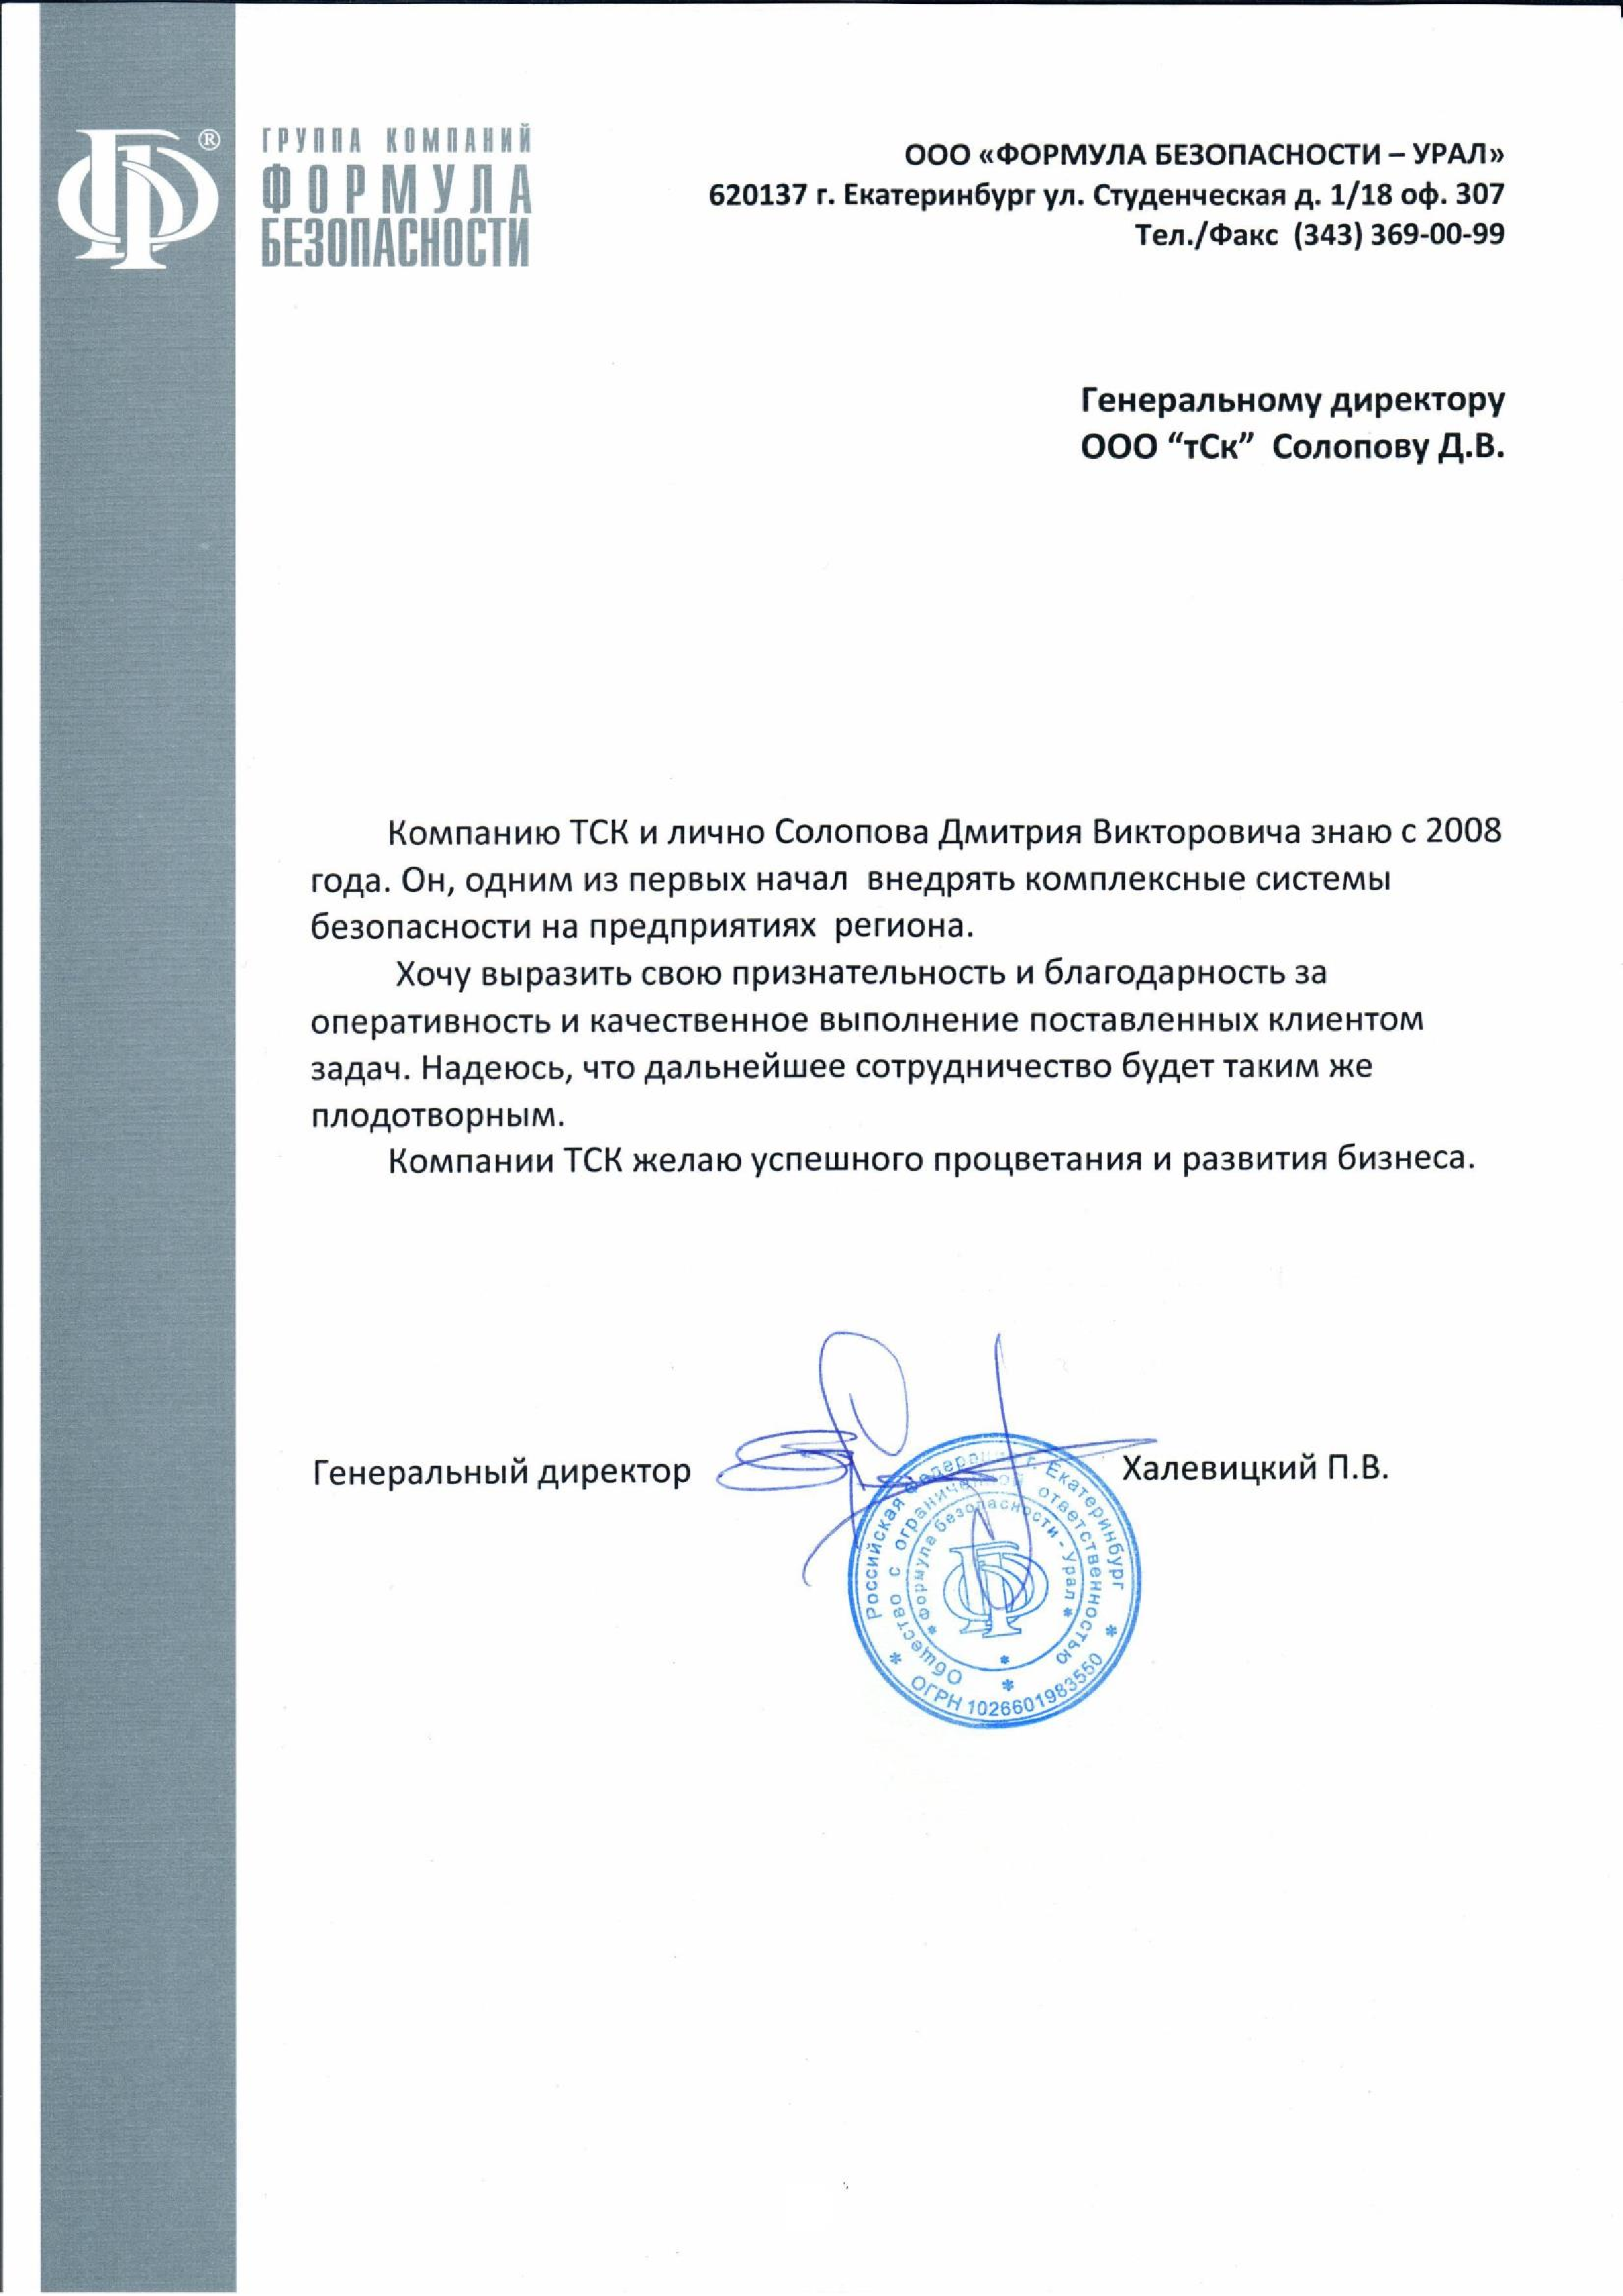 ГРУППА КОМПАНИЙ
ФОРМУЛА
БЕЗОПАСНОСТИ
®
ООО «ФОРМУЛА БЕЗОПАСНОСТИ – УРАЛ»
620137 г. Екатеринбург ул. Студенческая д. 1/18 оф. 307
Тел./Факс (343) 369-00-99
Генеральному директору
ООО “тСк” Солопову Д.В.
Компанию ТСК и лично Солопова Дмитрия Викторовича знаю с 2008
года. Он, одним из первых начал внедрять комплексные системы
безопасности на предприятиях региона.
Хочу выразить свою признательность и благодарность за
оперативность и качественное выполнение поставленных клиентом
задач. Надеюсь, что дальнейшее сотрудничество будет таким же
плодотворным.
Компании ТСК желаю успешного процветания и развития бизнеса.
Генеральный директор
Халевицкий П.В.
Российская Федерация г. Екатеринбург
* ОГРН 1026601983550 *
Общество с ограниченной ответственностью *
* Формула безопасности - Урал *